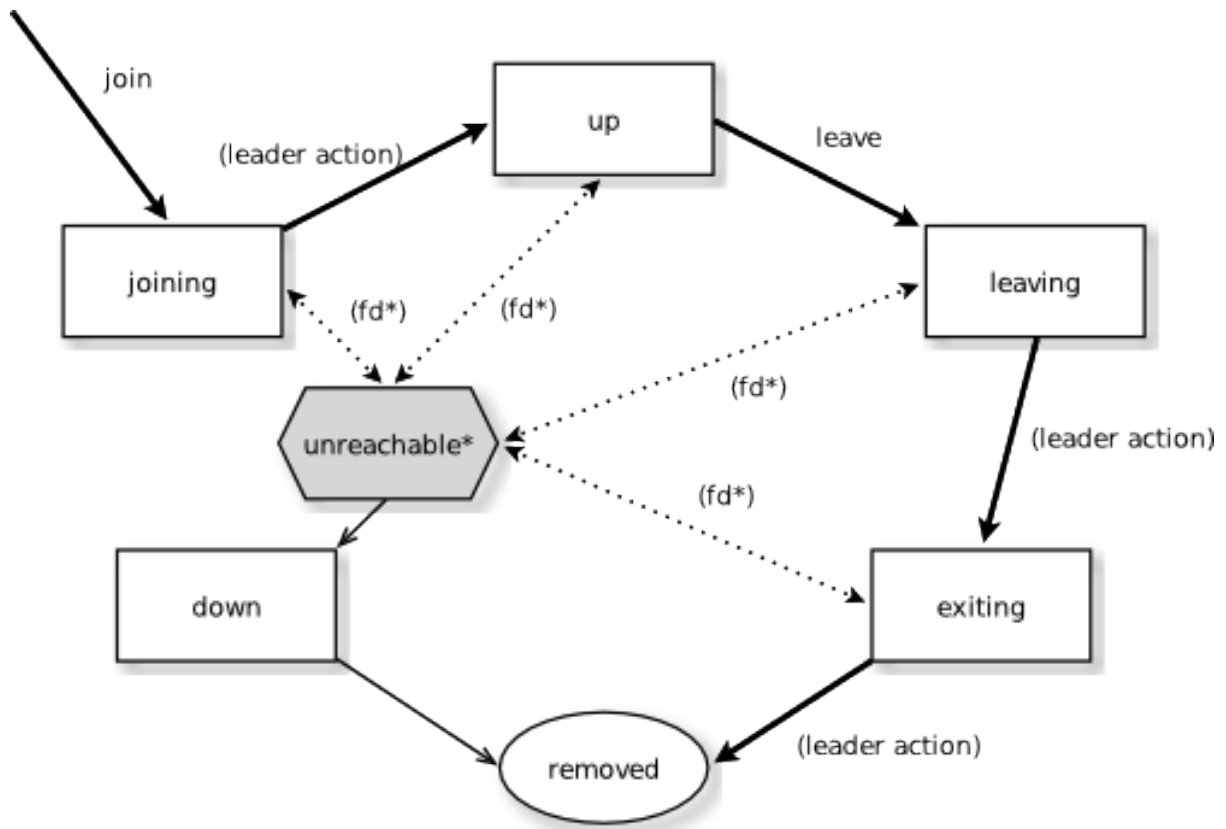 join
up
(leader action)
leave
joining
leaving
(fd*)
(fd*)
(fd*)
unreachable*
(leader action)
(fd*)
down
exiting
removed
(leader action)